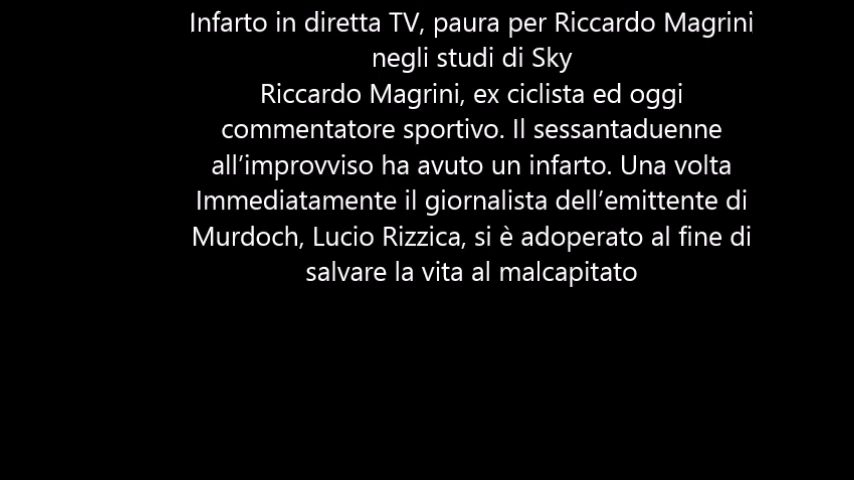 Infarto in diretta TV, paura per Riccardo Magrini
negli studi di Sky
Riccardo Magrini, ex ciclista ed oggi
commentatore sportivo. Il sessantaduenne
all’improvviso ha avuto un infarto. Una volta
Immediatamente il giornalista dell’emittente di
Murdoch, Lucio Rizzica, si è adoperato al fine di
salvare la vita al malcapitato